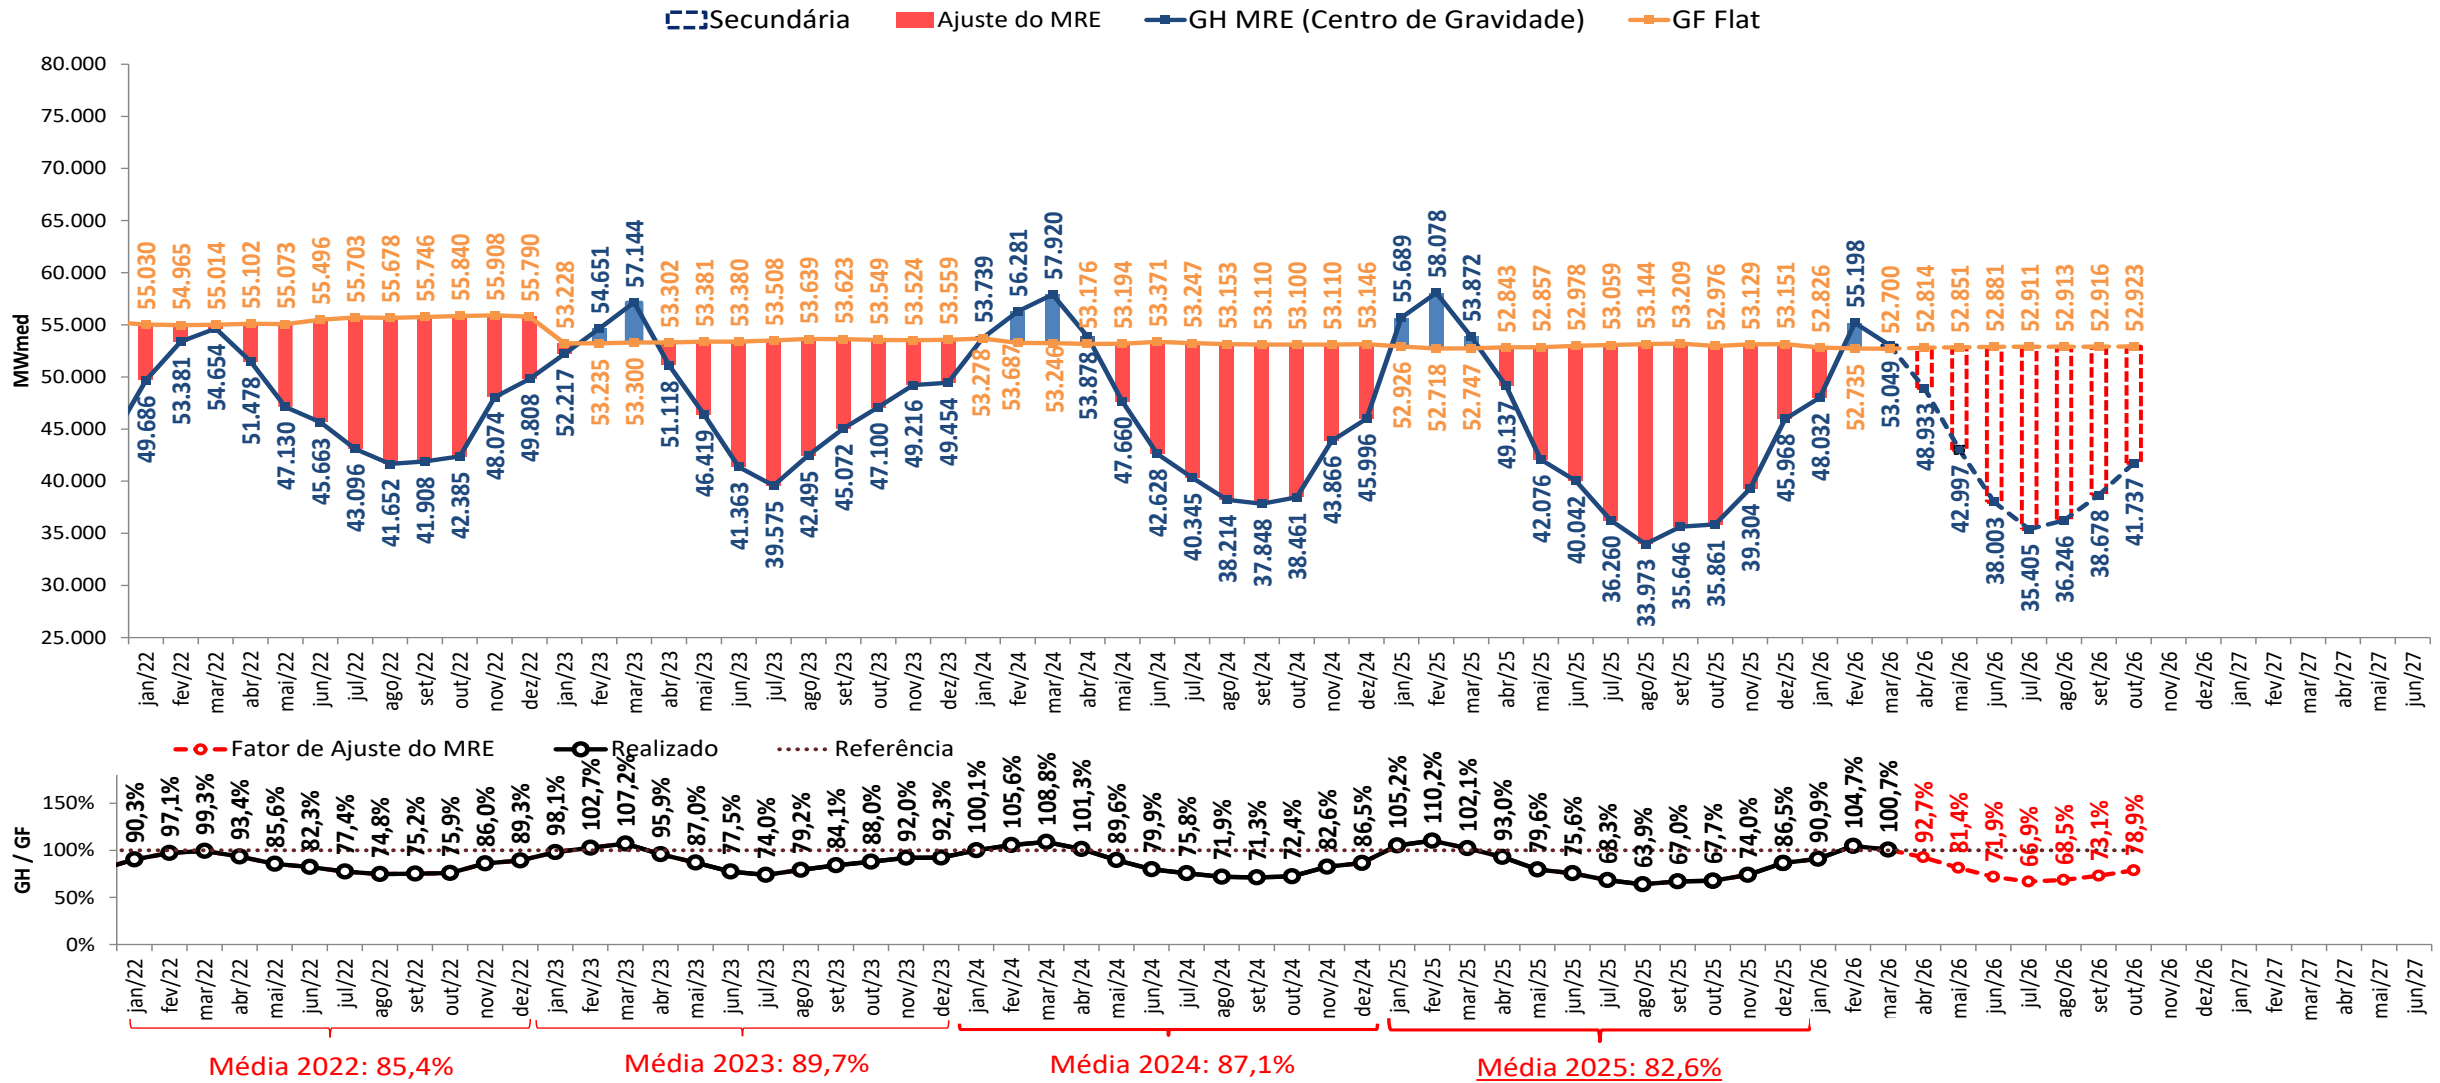 Secundária Ajuste do MRE GH MRE (Centro de Gravidade) GF Flat
MWmed
80.000
75.000
70.000
65.000
60.000
55.000
50.000
45.000
40.000
35.000
30.000
25.000
55.030 54.965 55.014 55.102 55.073 55.496 55.703 55.678 55.746 55.840 55.908 55.790 53.228 53.235 53.300 53.302 53.381 53.380 53.508 53.639 53.623 53.549 53.524 53.559 53.278 53.687 53.246 53.176 53.194 53.371 53.247 53.153 53.110 53.100 53.110 53.146 52.926 52.718 52.747 52.843 52.857 52.978 53.059 53.144 53.209 52.976 53.129 53.151 52.826 52.735 52.700 52.814 52.851 52.881 52.911 52.913 52.916 52.923
49.686 53.381 54.654 51.478 47.130 45.663 43.096 41.652 41.908 42.385 48.074 49.808 52.217 54.651 57.144 51.118 46.419 41.363 39.575 42.495 45.072 47.100 49.216 49.454 53.739 56.281 57.920 53.878 47.660 42.628 40.345 38.214 37.848 38.461 43.866 45.996 55.689 58.078 53.872 49.137 42.076 40.042 36.260 33.973 35.646 35.861 39.304 45.968 48.032 55.198 53.049 48.933 42.997 38.003 35.405 36.246 38.678 41.737
jan/22 fev/22 mar/22 abr/22 mai/22 jun/22 jul/22 ago/22 set/22 out/22 nov/22 dez/22 jan/23 fev/23 mar/23 abr/23 mai/23 jun/23 jul/23 ago/23 set/23 out/23 nov/23 dez/23 jan/24 fev/24 mar/24 abr/24 mai/24 jun/24 jul/24 ago/24 set/24 out/24 nov/24 dez/24 jan/25 fev/25 mar/25 abr/25 mai/25 jun/25 jul/25 ago/25 set/25 out/25 nov/25 dez/25 jan/26 fev/26 mar/26 abr/26 mai/26 jun/26 jul/26 ago/26 set/26 out/26 nov/26 dez/26 jan/27 fev/27 mar/27 abr/27 mai/27 jun/27
Fator de Ajuste do MRE Realizado Referência
GH / GF
150%
100%
50%
0%
90,3% 97,1% 99,3% 93,4% 85,6% 82,3% 77,4% 74,8% 75,2% 75,9% 86,0% 89,3% 98,1% 102,7% 107,2% 95,9% 87,0% 77,5% 74,0% 79,2% 84,1% 88,0% 92,0% 92,3% 100,1% 105,6% 108,8% 101,3% 89,6% 79,9% 75,8% 71,9% 71,3% 72,4% 82,6% 86,5% 105,2% 110,2% 102,1% 93,0% 79,6% 75,6% 68,3% 63,9% 67,0% 67,7% 74,0% 86,5% 90,9% 104,7% 100,7% 92,7% 81,4% 71,9% 66,9% 68,5% 73,1% 78,9%
jan/22 fev/22 mar/22 abr/22 mai/22 jun/22 jul/22 ago/22 set/22 out/22 nov/22 dez/22 jan/23 fev/23 mar/23 abr/23 mai/23 jun/23 jul/23 ago/23 set/23 out/23 nov/23 dez/23 jan/24 fev/24 mar/24 abr/24 mai/24 jun/24 jul/24 ago/24 set/24 out/24 nov/24 dez/24 jan/25 fev/25 mar/25 abr/25 mai/25 jun/25 jul/25 ago/25 set/25 out/25 nov/25 dez/25 jan/26 fev/26 mar/26 abr/26 mai/26 jun/26 jul/26 ago/26 set/26 out/26 nov/26 dez/26 jan/27 fev/27 mar/27 abr/27 mai/27 jun/27
Média 2022: 85,4% Média 2023: 89,7% Média 2024: 87,1% Média 2025: 82,6%